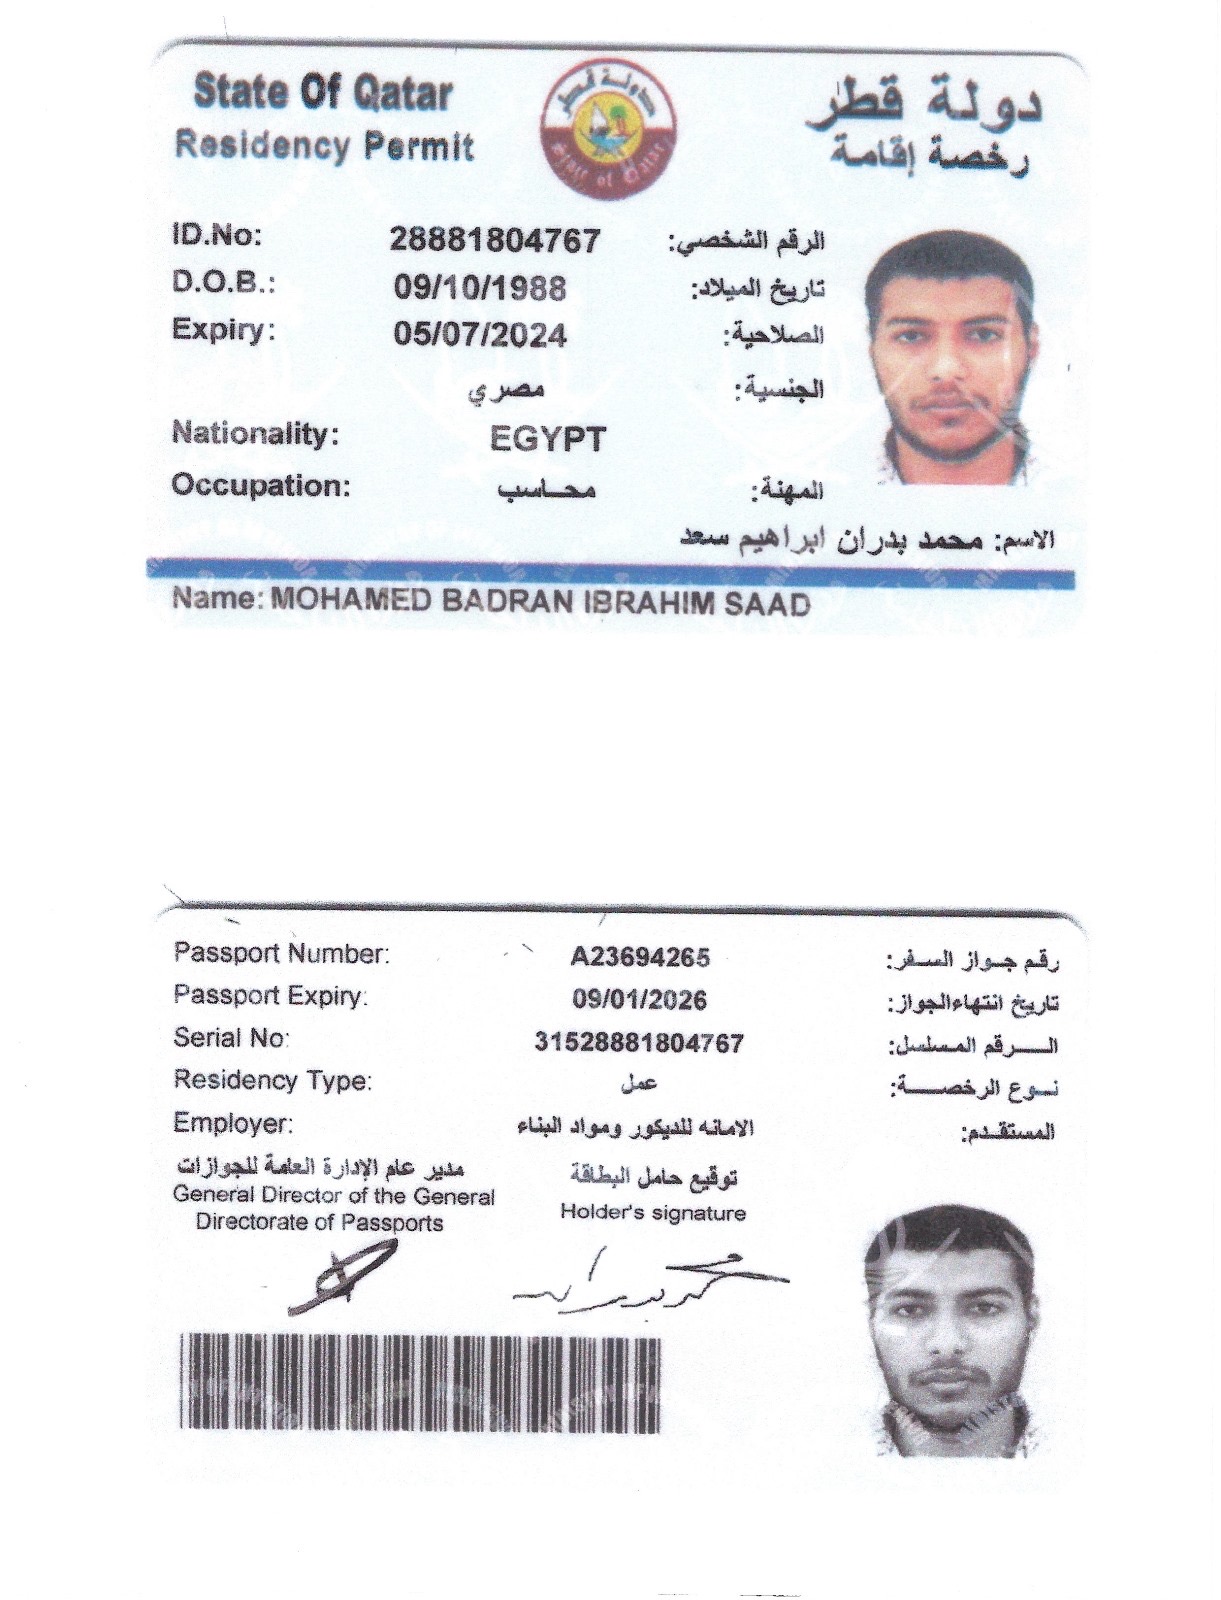 State Of Qatar دولة قطر
Residency Permit رخصة إقامة
دولة قطر
State of Qatar
ID.No: 28881804767 الرقم الشخصي:
D.O.B.: 09/10/1988 تاريخ الميلاد:
Expiry: 05/07/2024 الصلاحية:
مصري الجنسية:
Nationality: EGYPT
Occupation: محاسب المهنة:
الاسم: محمد بدران ابراهيم سعد
Name: MOHAMED BADRAN IBRAHIM SAAD
Passport Number: A23694265 رقم جواز السفر:
Passport Expiry: 09/01/2026 تاريخ انتهاءالجواز:
Serial No: 31528881804767 الرقم المسلسل:
Residency Type: عمل نوع الرخصة:
Employer: الامانه للديكور ومواد البناء المستقدم:
مدير عام الإدارة العامة للجوازات توقيع حامل البطاقة
General Director of the General Holder's signature
Directorate of Passports